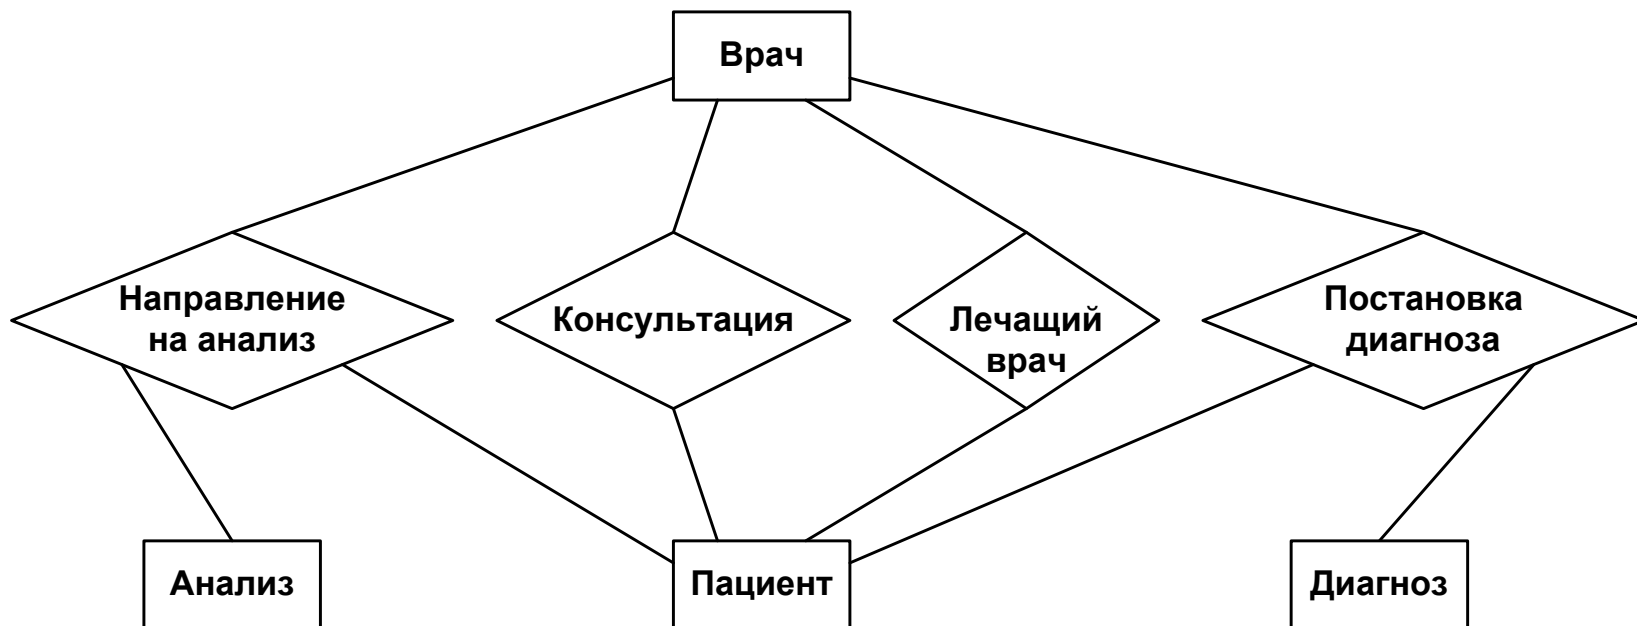 Врач
Направление
на анализ
Консультация
Лечащий
врач
Постановка
диагноза
Анализ
Пациент
Диагноз